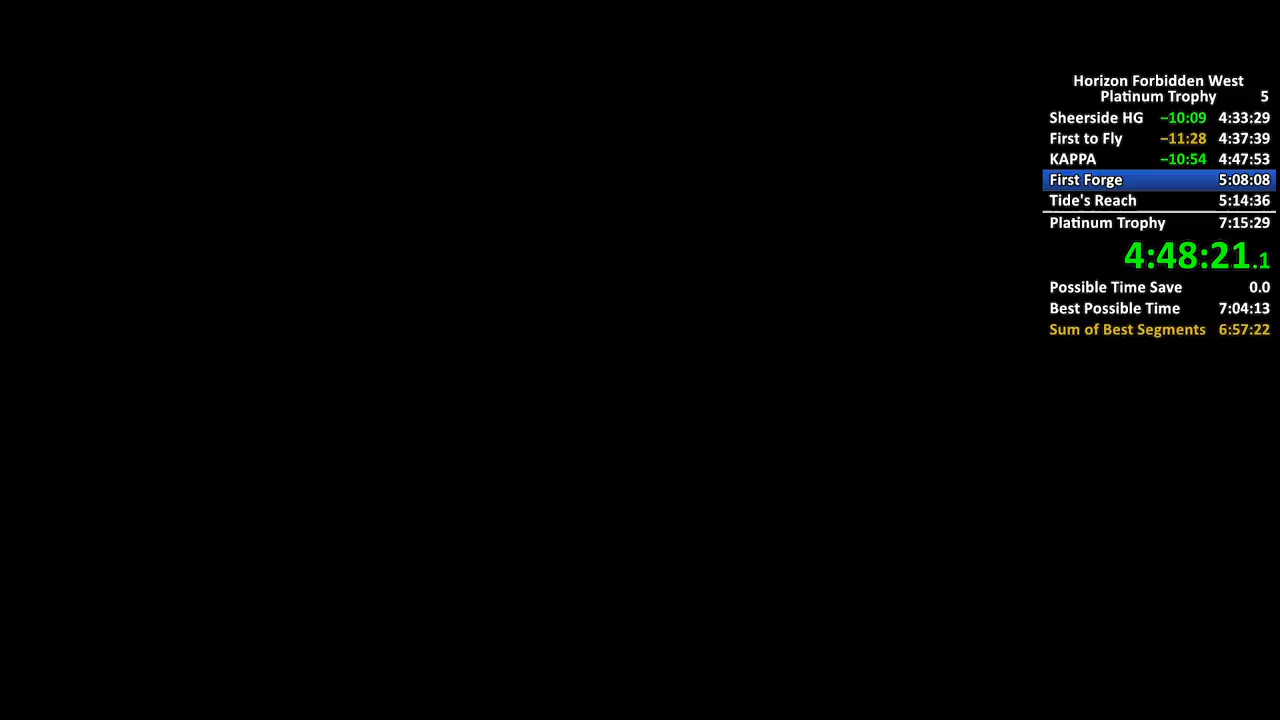 Horizon Forbidden West
Platinum Trophy 5
Sheerside HG −10:09 4:33:29
First to Fly −11:28 4:37:39
KAPPA −10:54 4:47:53
First Forge 5:08:08
Tide's Reach 5:14:36
Platinum Trophy 7:15:29
4:48:21.1
Possible Time Save 0.0
Best Possible Time 7:04:13
Sum of Best Segments 6:57:22